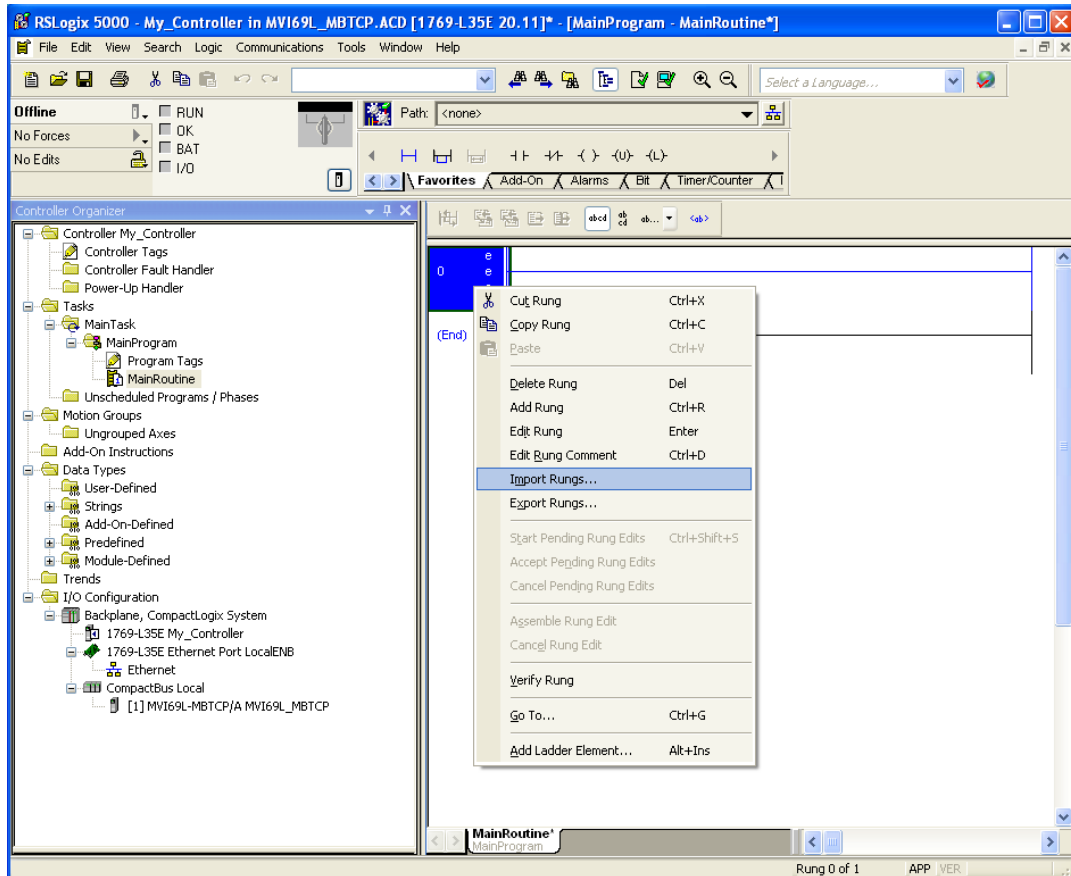 RSLogix 5000 - My_Controller in MVI69L_MBTCP.ACD [1769-L35E 20.11]* - [MainProgram - MainRoutine*]
File Edit View Search Logic Communications Tools Window Help
Select a Language...
Offline
RUN
No Forces
OK
No Edits
BAT
I/O
Path: <none>
Favorites Add-On Alarms Bit Timer/Counter
Controller Organizer
Controller My_Controller
Controller Tags
Controller Fault Handler
Power-Up Handler
Tasks
MainTask
MainProgram
Program Tags
MainRoutine
Unscheduled Programs / Phases
Motion Groups
Ungrouped Axes
Add-On Instructions
Data Types
User-Defined
Strings
Add-On-Defined
Predefined
Module-Defined
Trends
I/O Configuration
Backplane, CompactLogix System
1769-L35E My_Controller
1769-L35E Ethernet Port LocalENB
Ethernet
CompactBus Local
[1] MVI69L-MBTCP/A MVI69L_MBTCP
abcd ab cd ab... <ab>
e
0 e
(End)
Cut Rung Ctrl+X
Copy Rung Ctrl+C
Paste Ctrl+V
Delete Rung Del
Add Rung Ctrl+R
Edit Rung Enter
Edit Rung Comment Ctrl+D
Import Rungs...
Export Rungs...
Start Pending Rung Edits Ctrl+Shift+S
Accept Pending Rung Edits
Cancel Pending Rung Edits
Assemble Rung Edit
Cancel Rung Edit
Verify Rung
Go To... Ctrl+G
Add Ladder Element... Alt+Ins
MainRoutine*
MainProgram
Rung 0 of 1 APP VER